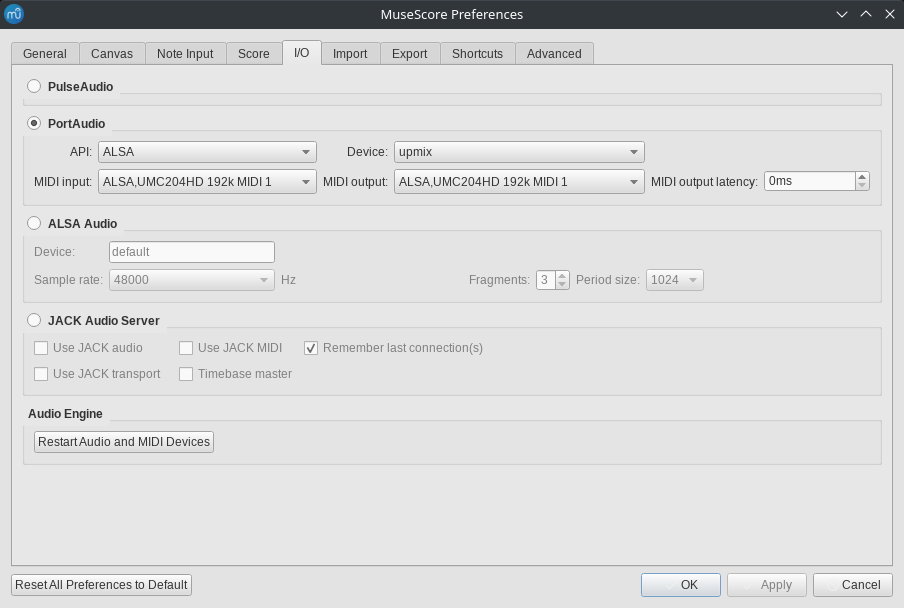 MuseScore Preferences
General Canvas Note Input Score I/O Import Export Shortcuts Advanced
PulseAudio
PortAudio
API: ALSA Device: upmix
MIDI input: ALSA,UMC204HD 192k MIDI 1 MIDI output: ALSA,UMC204HD 192k MIDI 1 MIDI output latency: 0ms
ALSA Audio
Device: default
Sample rate: 48000 Hz Fragments: 3 Period size: 1024
JACK Audio Server
Use JACK audio Use JACK MIDI Remember last connection(s)
Use JACK transport Timebase master
Audio Engine
Restart Audio and MIDI Devices
Reset All Preferences to Default OK Apply Cancel